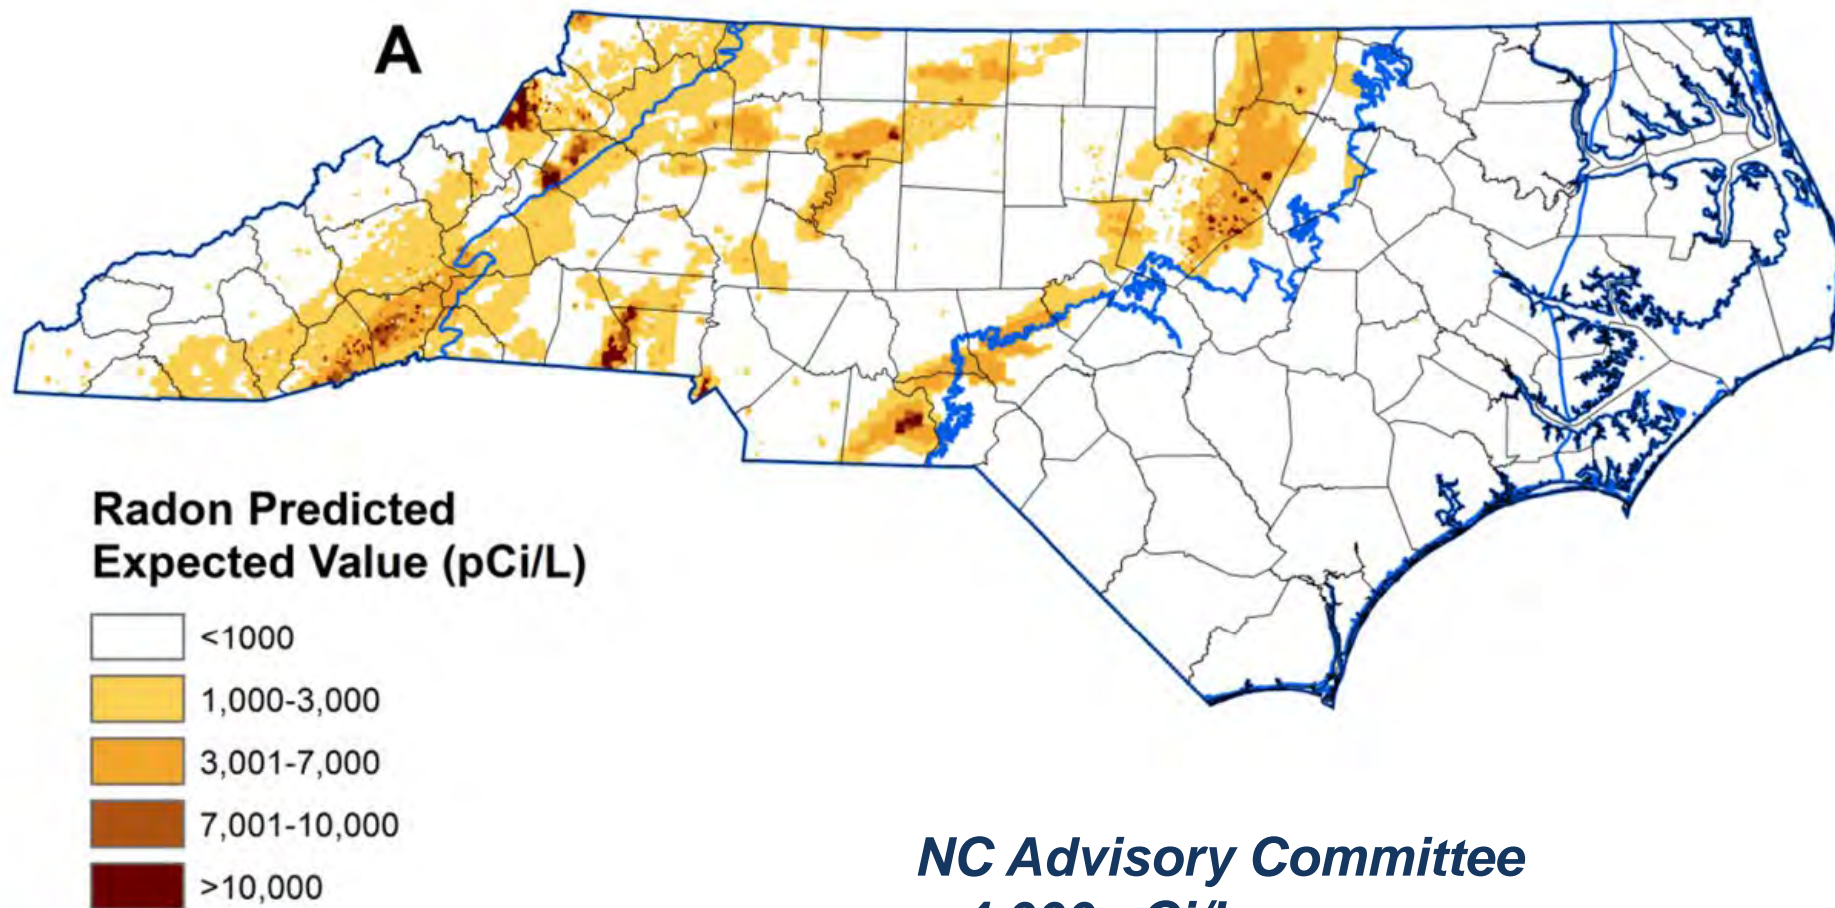 A
Radon Predicted
Expected Value (pCi/L)
<1000
1,000-3,000
3,001-7,000
7,001-10,000
>10,000
NC Advisory Committee